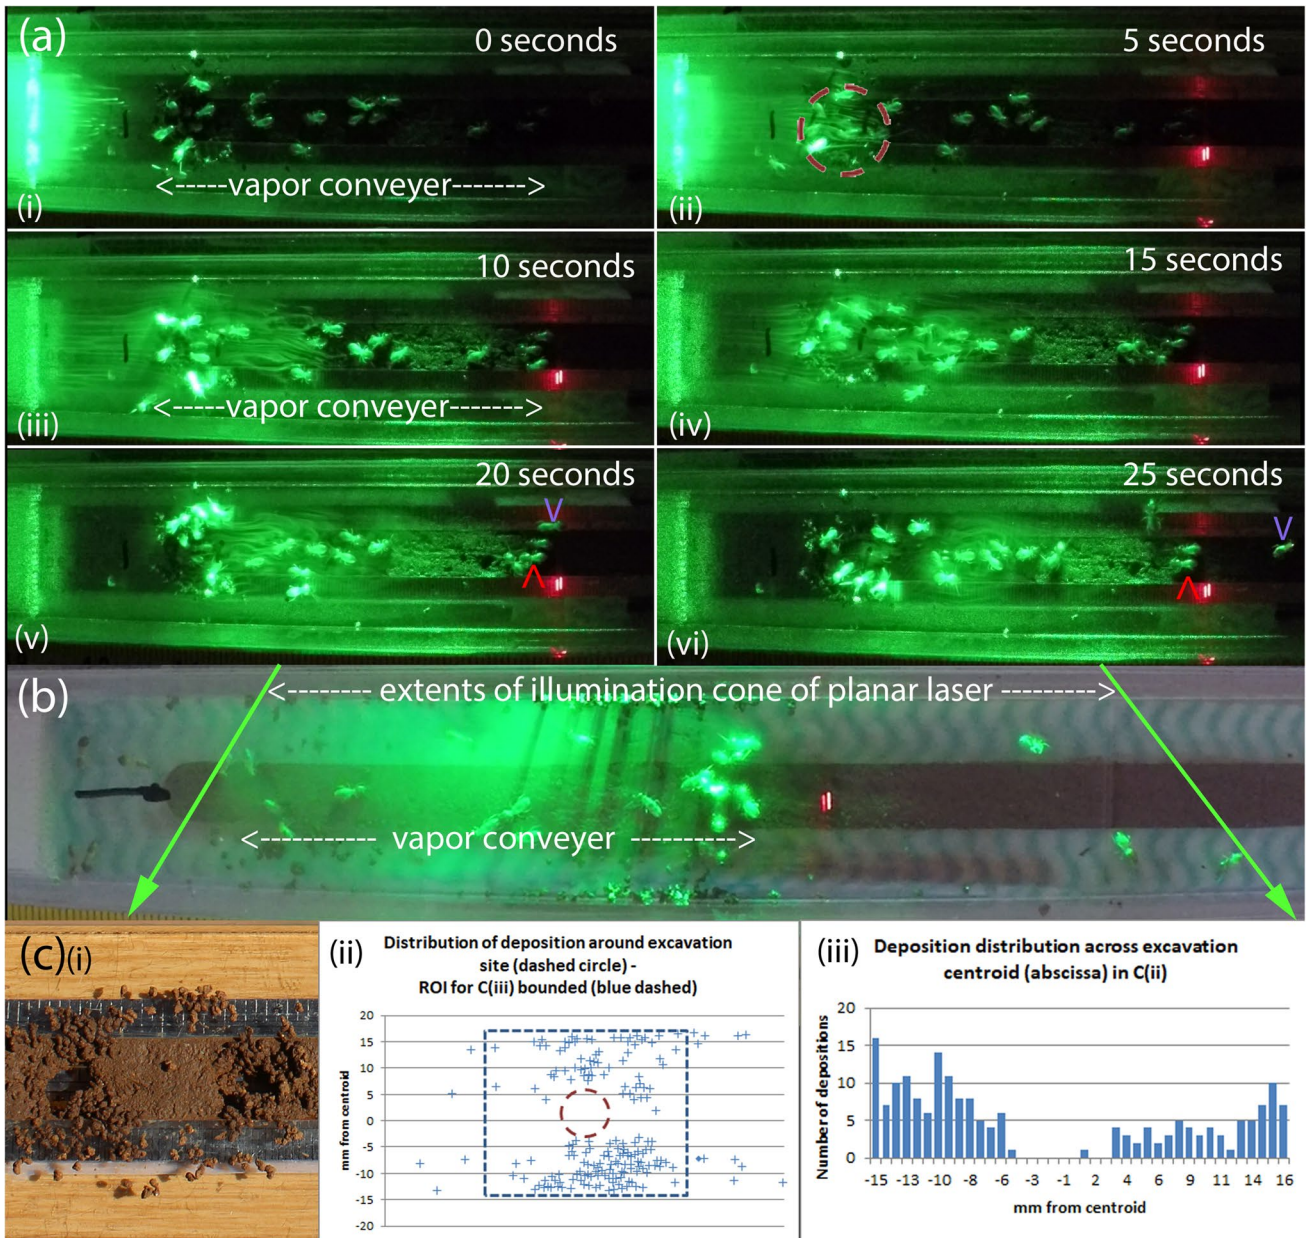 (a)
0 seconds
<-----vapor conveyer------->
(i)
5 seconds
(ii)
10 seconds
<-----vapor conveyer------->
(iii)
15 seconds
(iv)
20 seconds
V
Λ
(v)
25 seconds
V
Λ
(vi)
(b)
<-------- extents of illumination cone of planar laser -------->
<--------- vapor conveyer -------->
(c)(i)
(ii)
Distribution of deposition around excavation
site (dashed circle) -
ROI for C(iii) bounded (blue dashed)
mm from centroid
20
15
10
5
0
-5
-10
-15
-20
(iii)
Deposition distribution across excavation
centroid (abscissa) in C(ii)
Number of depositions
20
15
10
5
0
-15 -13 -10 -8 -6 -3 -1 2 4 6 9 11 14 16
mm from centroid